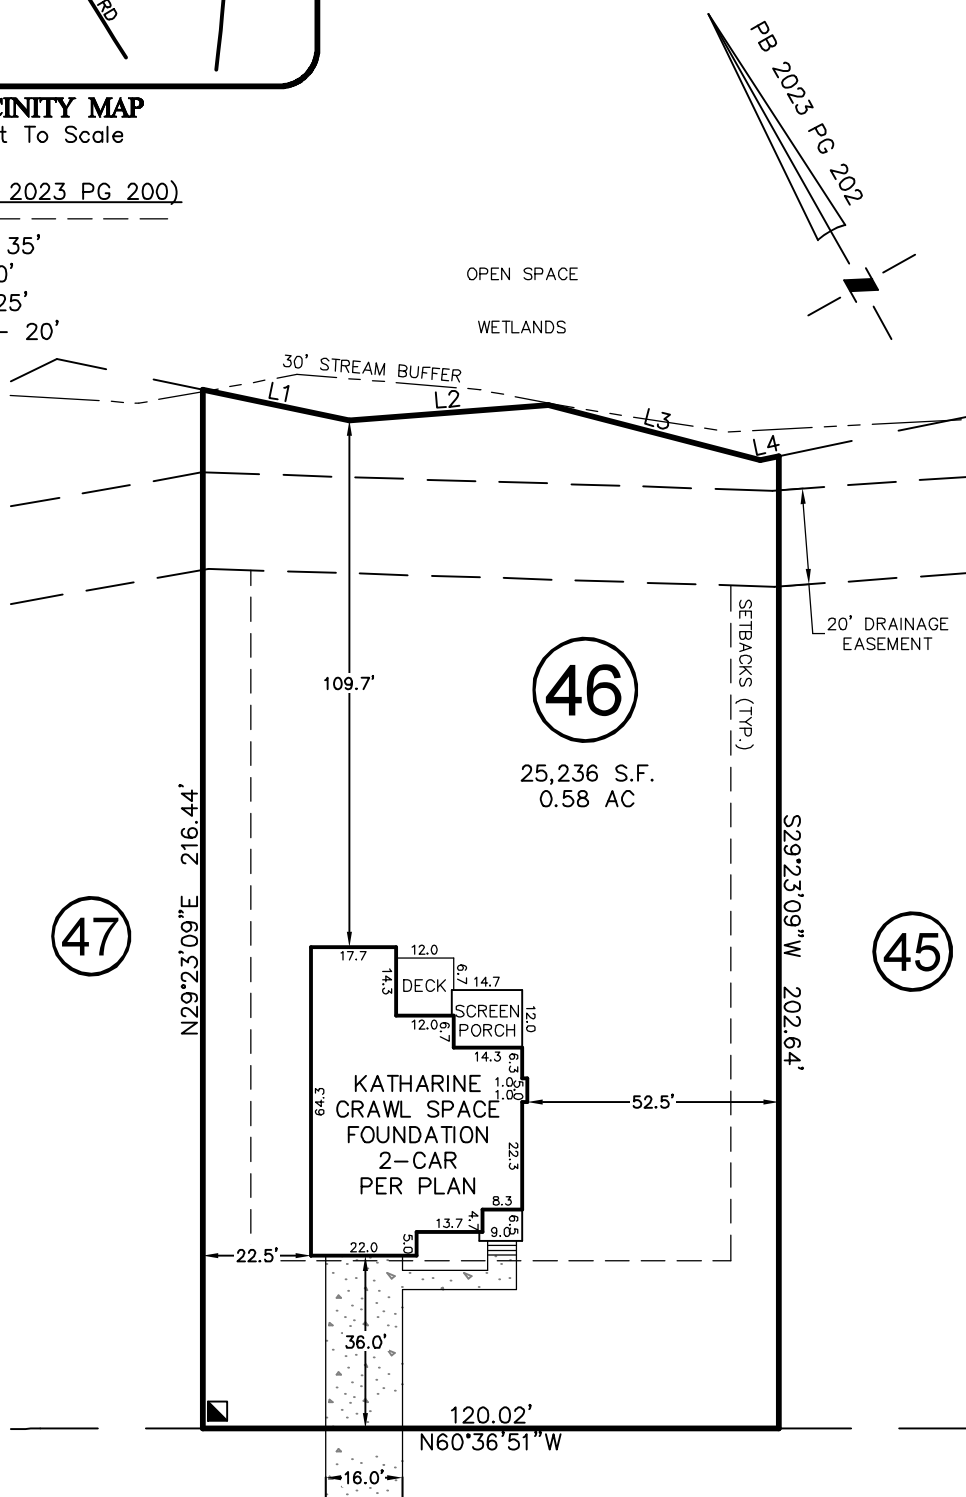 RD
CINITY MAP
t To Scale
2023 PG 200)
35'
0'
25'
- 20'
PB 2023 PG 202
OPEN SPACE
WETLANDS
30' STREAM BUFFER
L1
L2
L3
L4
20' DRAINAGE
EASEMENT
SETBACKS (TYP.)
109.7'
46
25,236 S.F.
0.58 AC
N29°23'09"E 216.44'
S29°23'09"W 202.64'
47
45
17.7
12.0
14.3
DECK
6.7
14.7
SCREEN
PORCH
12.0
12.0
6.7
14.3
6.3
1.0
5.0
1.0
64.3
KATHARINE
CRAWL SPACE
FOUNDATION
2-CAR
PER PLAN
52.5'
22.3
8.3
4.7
6.5
13.7
9.0
5.0
22.0
22.5'
36.0'
120.02'
N60°36'51"W
16.0'